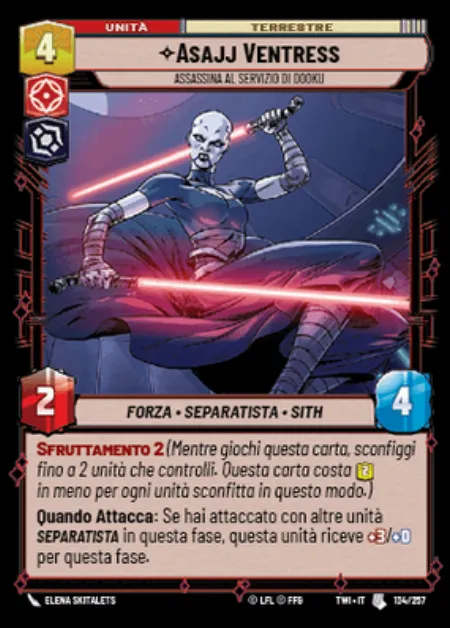 UNITÀ
TERRESTRE
4
Asajj Ventress
ASSASSINA AL SERVIZIO DI DOOKU
2
FORZA • SEPARATISTA • SITH
4
SFRUTTAMENTO 2 (Mentre giochi questa carta, sconfiggi
fino a 2 unità che controlli. Questa carta costa 2
in meno per ogni unità sconfitta in questo modo.)
Quando Attacca: Se hai attaccato con altre unità
SEPARATISTA in questa fase, questa unità riceve +3/+0
per questa fase.
ELENA SKITALETS
© LFL © FFG
TWI • IT
134/257